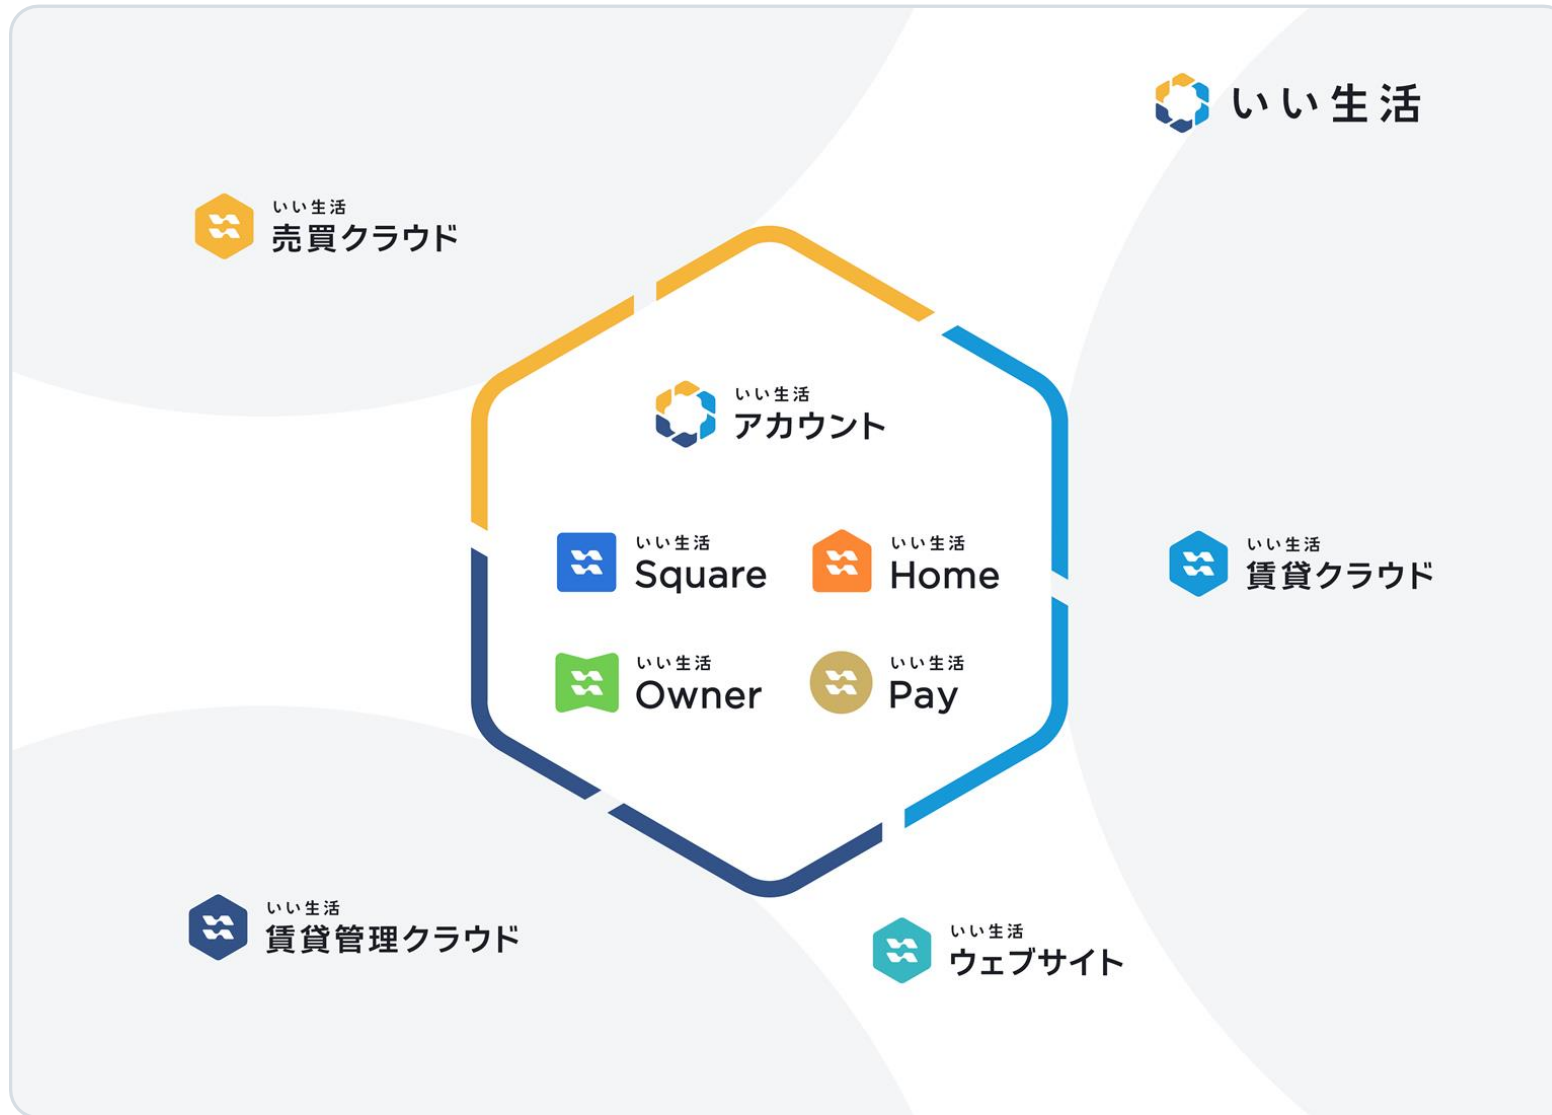 いい生活
いい生活
売買クラウド
いい生活
アカウント
いい生活
Square
いい生活
Home
いい生活
賃貸クラウド
いい生活
Owner
いい生活
Pay
いい生活
賃貸管理クラウド
いい生活
ウェブサイト